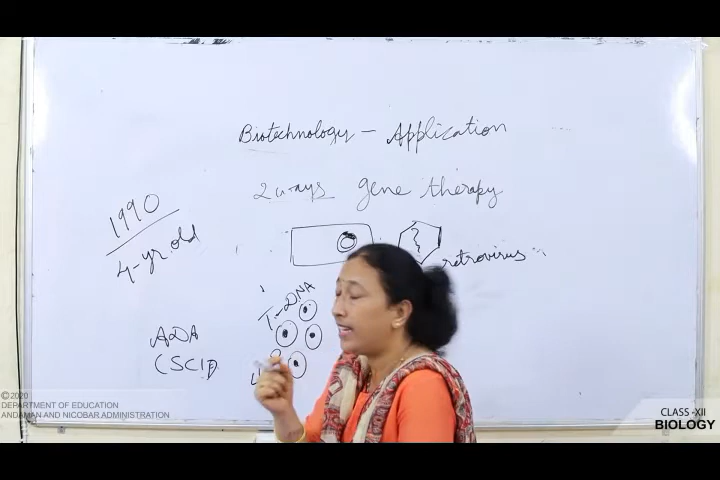 Biotechnology - Application
2 ways gene therapy
1990
4-yr old
retrovirus
T-DNA
ADA
(SCID
©2020
DEPARTMENT OF EDUCATION
ANDAMAN AND NICOBAR ADMINISTRATION
CLASS -XII
BIOLOGY